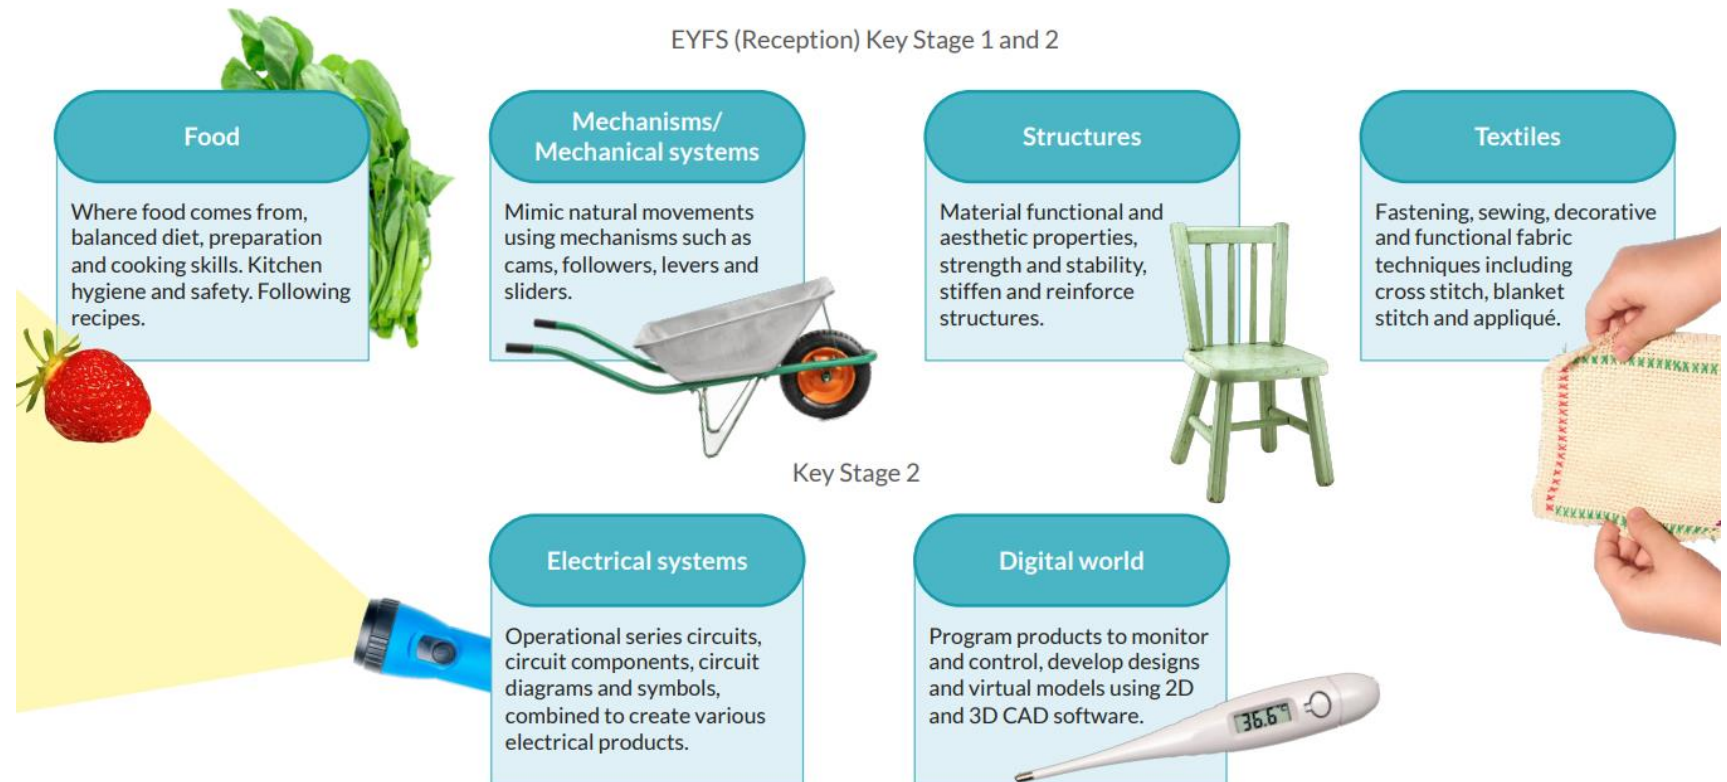 EYFS (Reception) Key Stage 1 and 2
Food
Where food comes from,
balanced diet, preparation
and cooking skills. Kitchen
hygiene and safety. Following
recipes.
Mechanisms/
Mechanical systems
Mimic natural movements
using mechanisms such as
cams, followers, levers and
sliders.
Structures
Material functional and
aesthetic properties,
strength and stability,
stiffen and reinforce
structures.
Textiles
Fastening, sewing, decorative
and functional fabric
techniques including
cross stitch, blanket
stitch and appliqué.
Key Stage 2
Electrical systems
Operational series circuits,
circuit components, circuit
diagrams and symbols,
combined to create various
electrical products.
Digital world
Program products to monitor
and control, develop designs
and virtual models using 2D
and 3D CAD software.
36.6°C